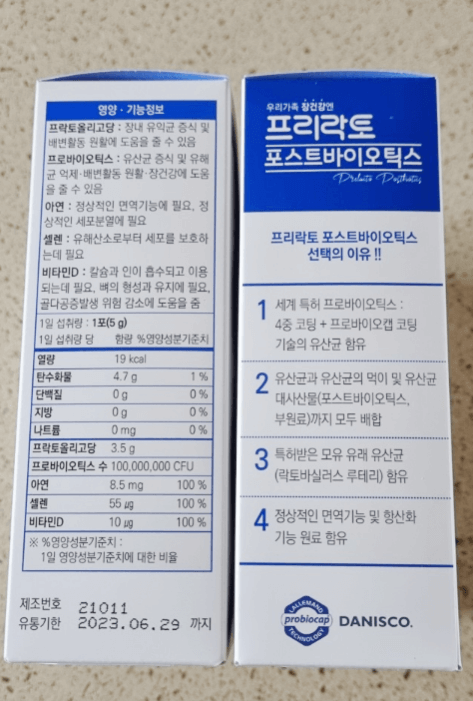 영양 · 기능정보
프락토올리고당 : 장내 유익균 증식 및
배변활동 원활에 도움을 줄 수 있음
프로바이오틱스 : 유산균 증식 및 유해
균 억제·배변활동 원활·장건강에 도움
을 줄 수 있음
아연 : 정상적인 면역기능에 필요, 정
상적인 세포분열에 필요
셀렌 : 유해산소로부터 세포를 보호하
는데 필요
비타민D : 칼슘과 인이 흡수되고 이용
되는데 필요, 뼈의 형성과 유지에 필요,
골다공증발생 위험 감소에 도움을 줌
1일 섭취량 : 1포(5 g)
1일 섭취량 당 함량 %영양성분기준치
열량 19 kcal
탄수화물 4.7 g 1 %
단백질 0 g 0 %
지방 0 g 0 %
나트륨 0 mg 0 %
프락토올리고당 3.5 g
프로바이오틱스 수 100,000,000 CFU
아연 8.5 mg 100 %
셀렌 55 ㎍ 100 %
비타민D 10 ㎍ 100 %
※ %영양성분기준치 :
1일 영양성분기준치에 대한 비율
제조번호 21011
유통기한 2023.06.29 까지
우리가족 장건강엔
프리락토
포스트바이오틱스
Prelacto Postbiotics
프리락토 포스트바이오틱스
선택의 이유 !!
1 세계 특허 프로바이오틱스 :
4중 코팅 + 프로바이오캡 코팅
기술의 유산균 함유
2 유산균과 유산균의 먹이 및 유산균
대사산물(포스트바이오틱스,
부원료)까지 모두 배합
3 특허받은 모유 유래 유산균
(락토바실러스 루테리) 함유
4 정상적인 면역기능 및 항산화
기능 원료 함유
LALLEMAND
probiocap
TECHNOLOGY
DANISCO.